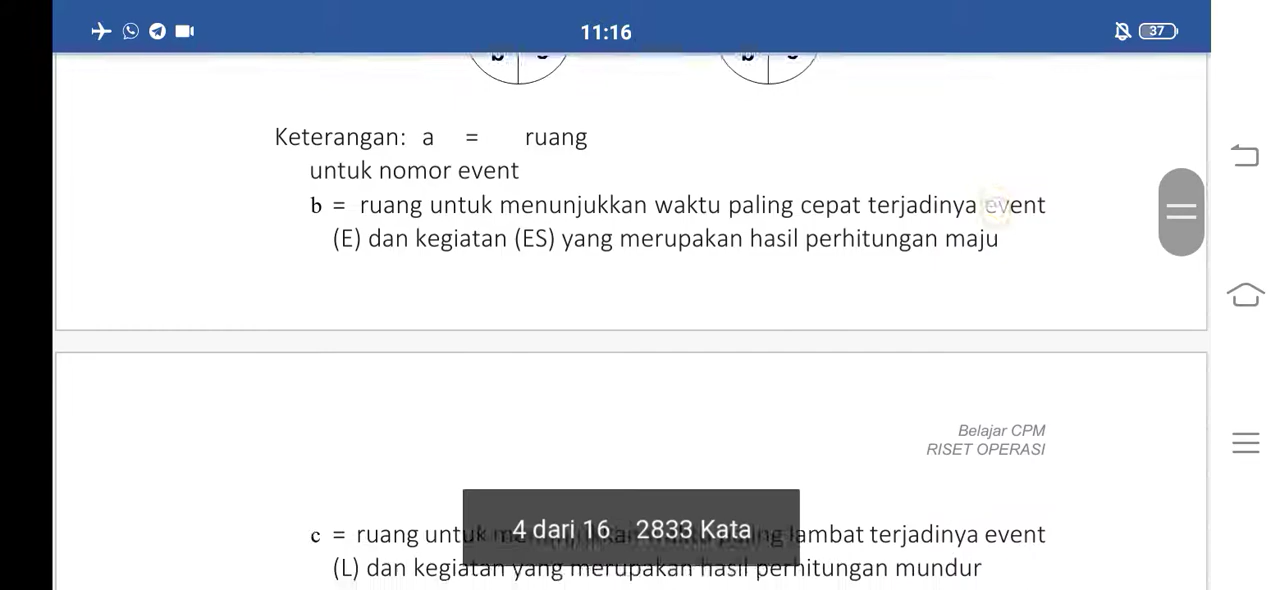 11:16
37
b
Keterangan: a = ruang
untuk nomor event
b = ruang untuk menunjukkan waktu paling cepat terjadinya event
(E) dan kegiatan (ES) yang merupakan hasil perhitungan maju
Belajar CPM
RISET OPERASI
c = ruang untuk paling lambat terjadinya event
4 dari 16 2833 Kata
(L) dan kegiatan yang merupakan hasil perhitungan mundur